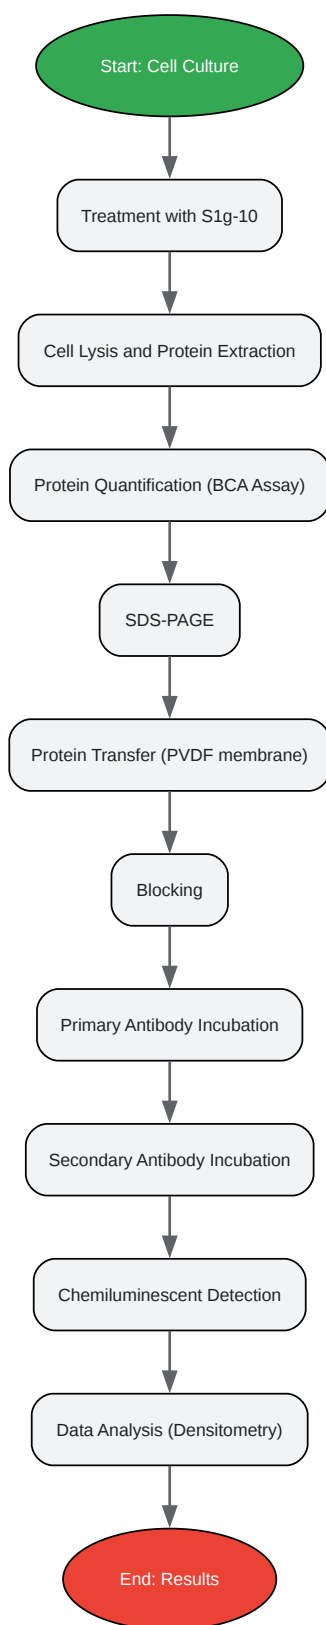 Start: Cell Culture
Treatment with S1g-10
Cell Lysis and Protein Extraction
Protein Quantification (BCA Assay)
SDS-PAGE
Protein Transfer (PVDF membrane)
Blocking
Primary Antibody Incubation
Secondary Antibody Incubation
Chemiluminescent Detection
Data Analysis (Densitometry)
End: Results